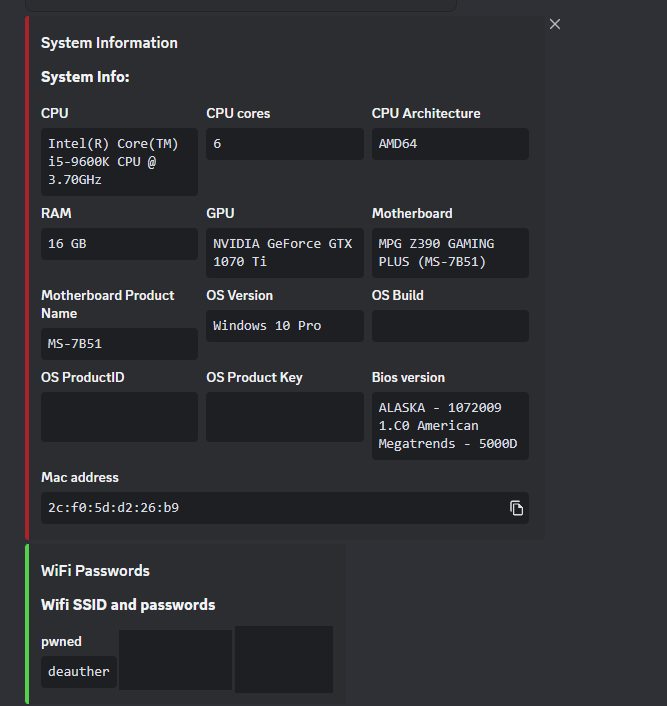 System Information
System Info:
CPU
CPU cores
CPU Architecture
Intel(R) Core(TM)
i5-9600K CPU @
3.70GHz
6
AMD64
RAM
GPU
Motherboard
16 GB
NVIDIA GeForce GTX
1070 Ti
MPG Z390 GAMING
PLUS (MS-7B51)
Motherboard Product
Name
OS Version
OS Build
MS-7B51
Windows 10 Pro
OS ProductID
OS Product Key
Bios version
ALASKA - 1072009
1.C0 American
Megatrends - 5000D
Mac address
2c:f0:5d:d2:26:b9
WiFi Passwords
Wifi SSID and passwords
pwned
deauther